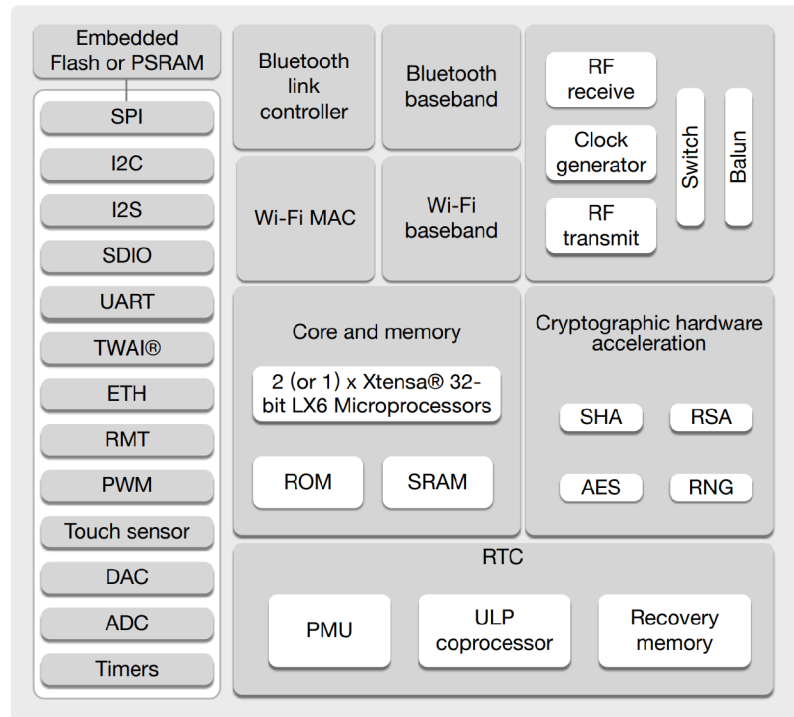 Embedded
Flash or PSRAM
SPI
I2C
I2S
SDIO
UART
TWAI®
ETH
RMT
PWM
Touch sensor
DAC
ADC
Timers
Bluetooth
link
controller
Bluetooth
baseband
Wi-Fi MAC
Wi-Fi
baseband
RF
receive
Clock
generator
RF
transmit
Switch
Balun
Core and memory
2 (or 1) x Xtensa® 32-
bit LX6 Microprocessors
ROM
SRAM
Cryptographic hardware
acceleration
SHA
RSA
AES
RNG
RTC
PMU
ULP
coprocessor
Recovery
memory